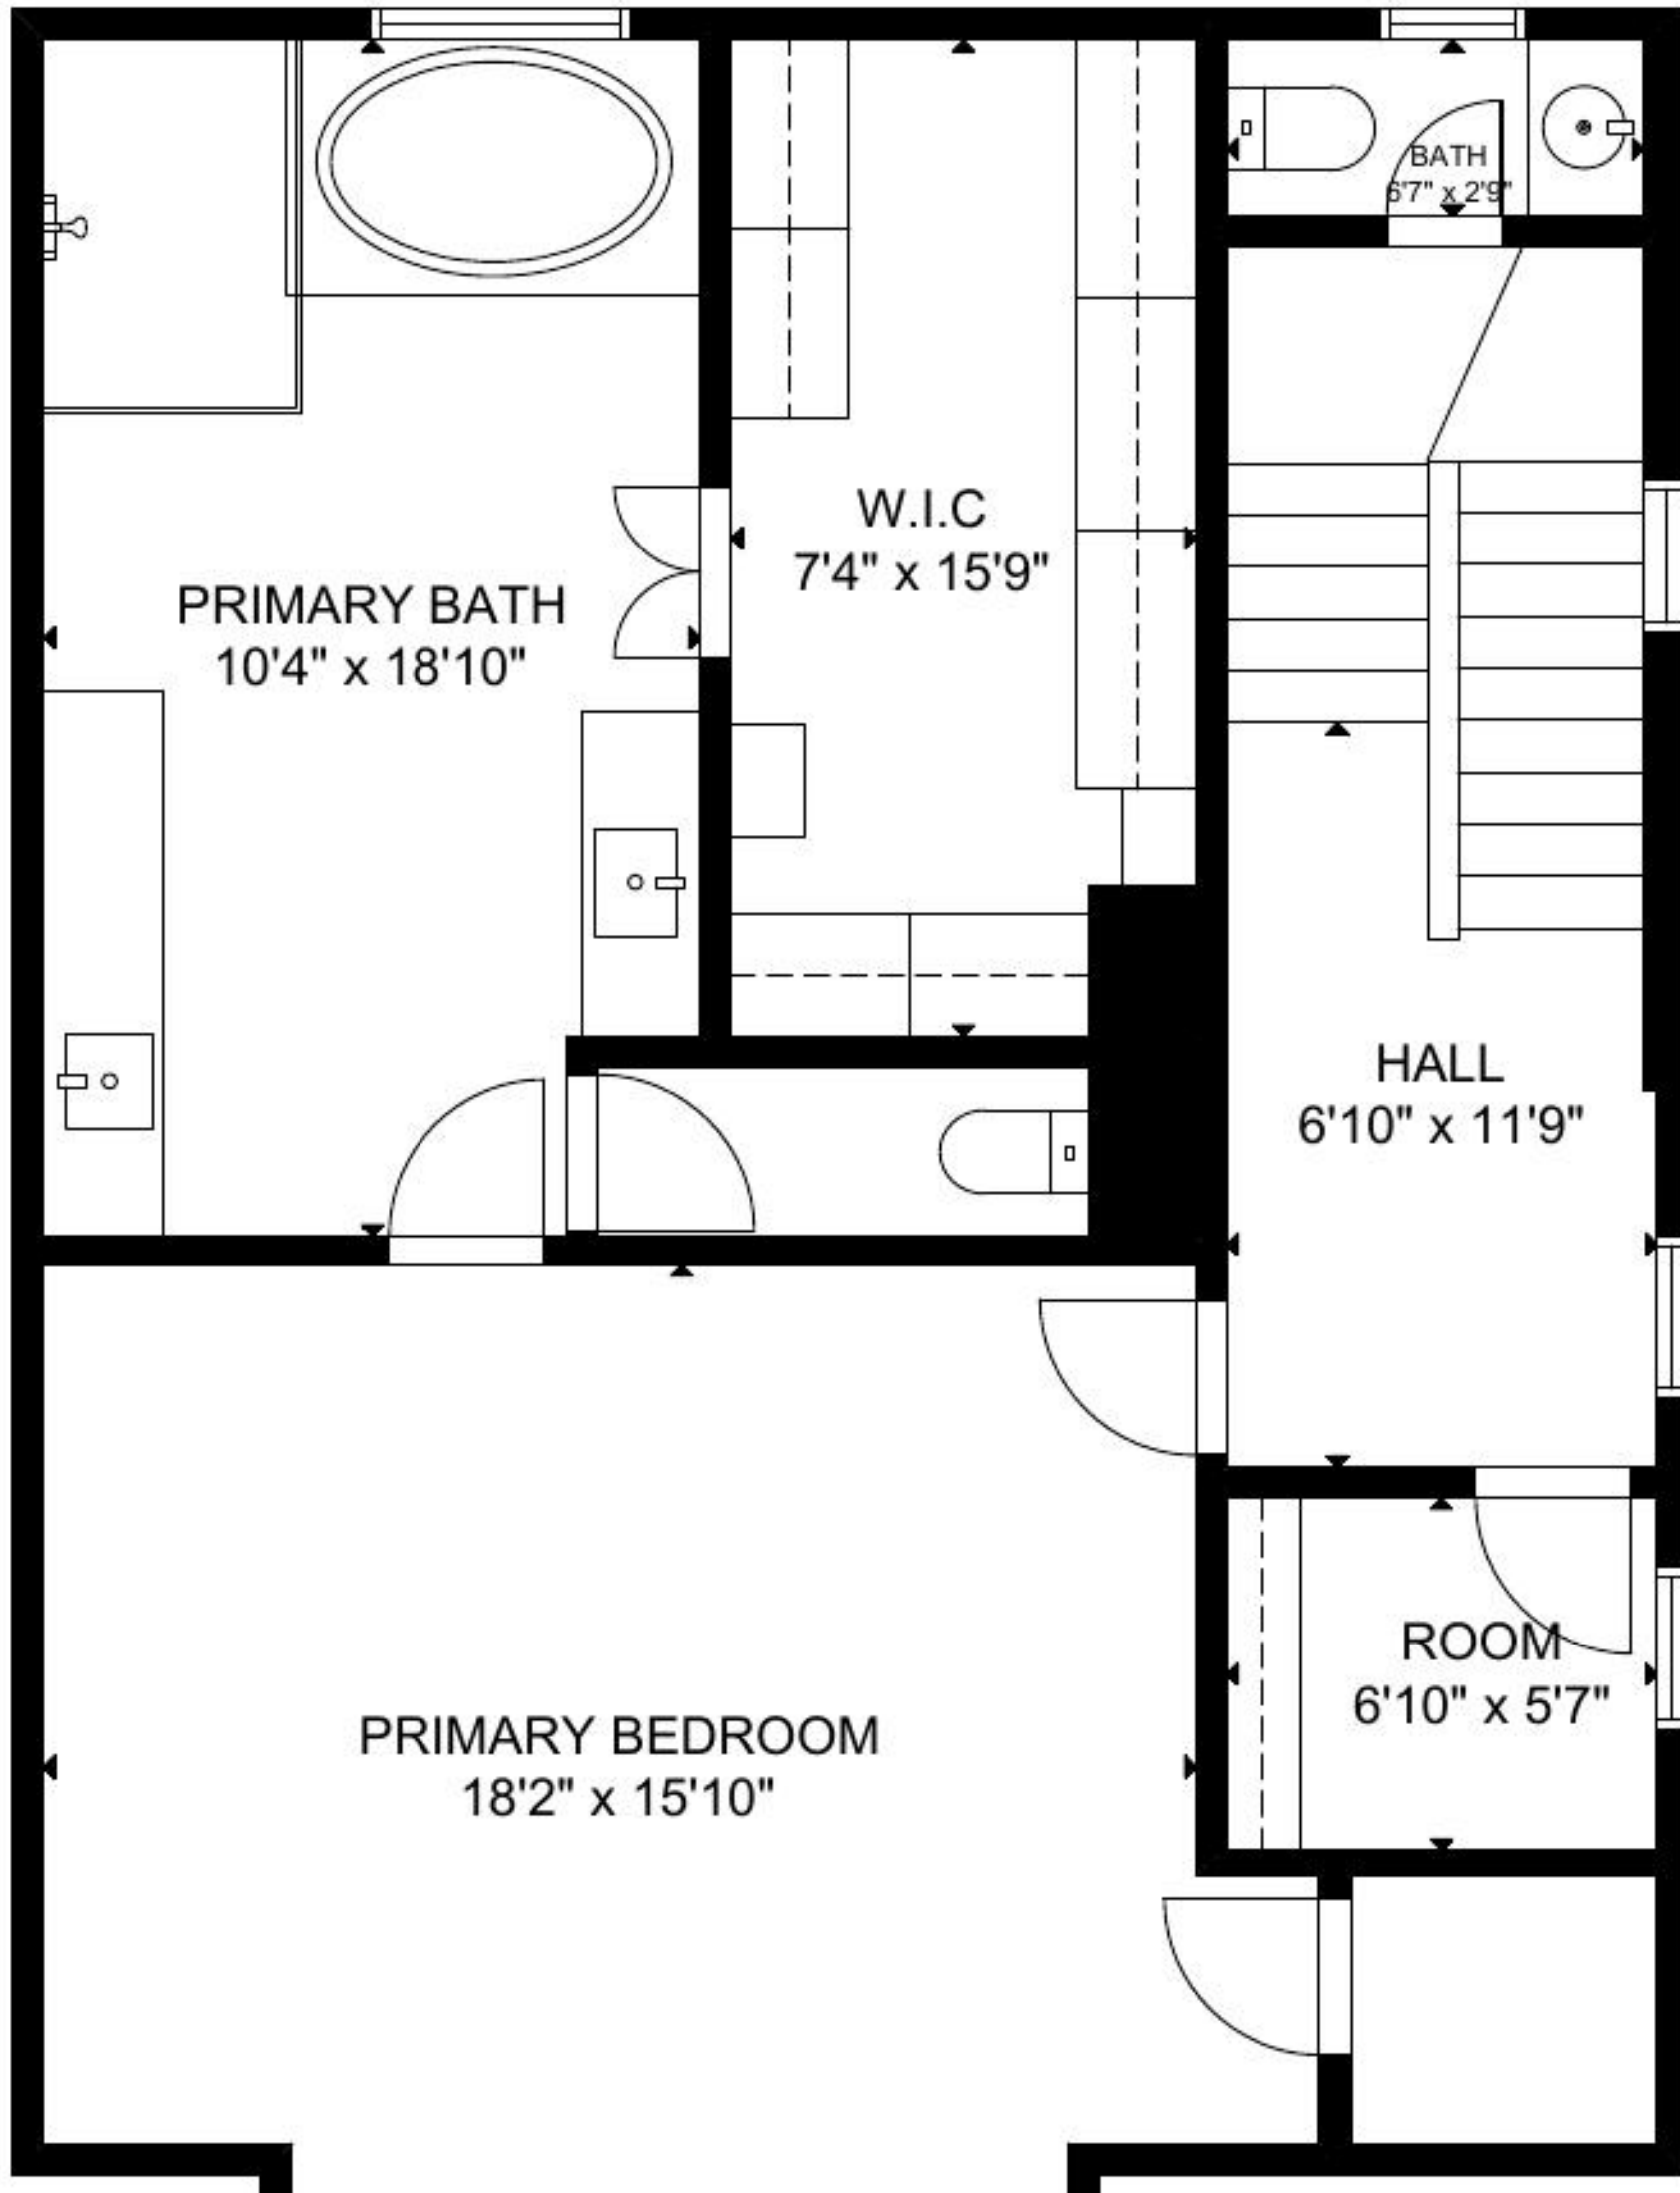 BATH
6'7" x 2'9"
W.I.C
7'4" x 15'9"
PRIMARY BATH
10'4" x 18'10"
HALL
6'10" x 11'9"
ROOM
6'10" x 5'7"
PRIMARY BEDROOM
18'2" x 15'10"